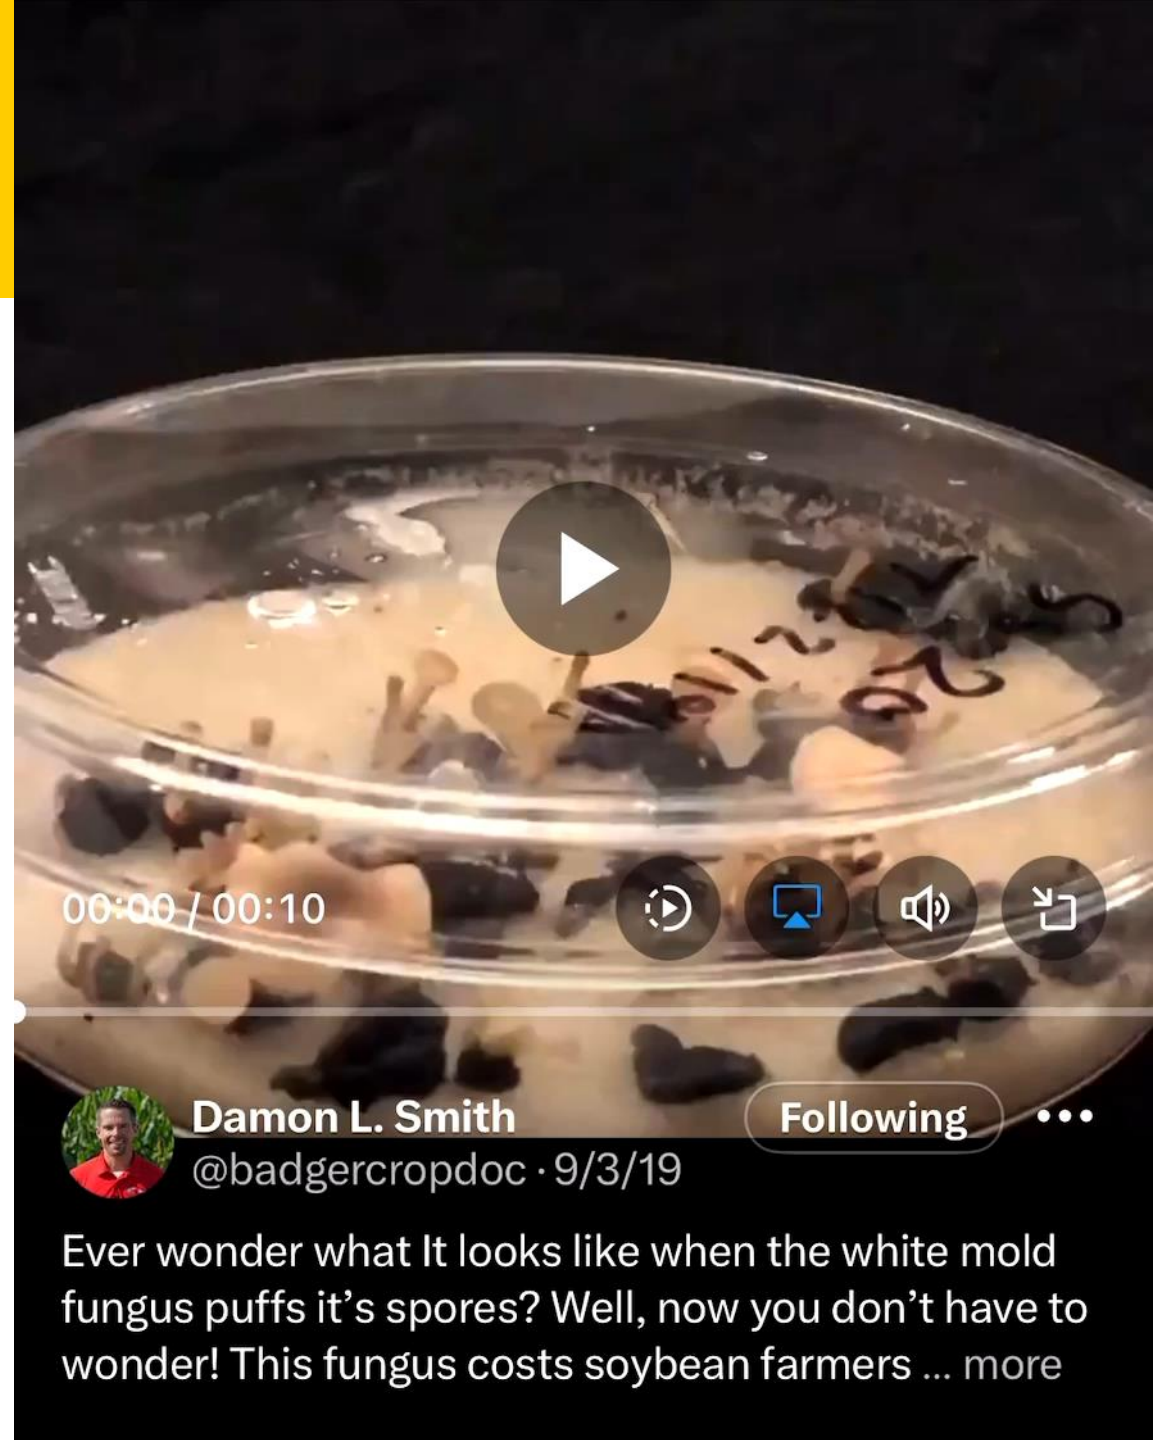 00:00 / 00:10
Damon L. Smith
Following
@badgercropdoc · 9/3/19
Ever wonder what It looks like when the white mold
fungus puffs it’s spores? Well, now you don’t have to
wonder! This fungus costs soybean farmers ... more